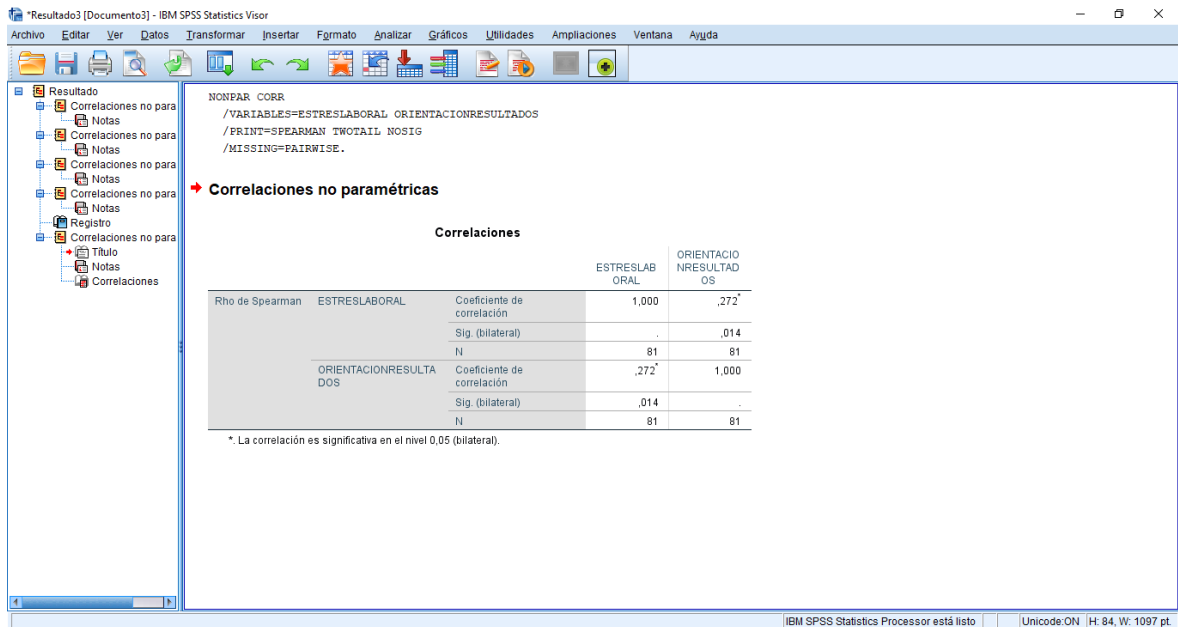 *Resultado3 [Documento3] - IBM SPSS Statistics Visor
Archivo Editar Ver Datos Transformar Insertar Formato Analizar Gráficos Utilidades Ampliaciones Ventana Ayuda
Resultado
Correlaciones no para
Notas
Correlaciones no para
Notas
Correlaciones no para
Notas
Correlaciones no para
Notas
Registro
Correlaciones no para
Título
Notas
Correlaciones
NONPAR CORR
/VARIABLES=ESTRESLABORAL ORIENTACIONRESULTADOS
/PRINT=SPEARMAN TWOTAIL NOSIG
/MISSING=PAIRWISE.
Correlaciones no paramétricas
Correlaciones
ESTRESLAB
ORAL
ORIENTACIO
NRESULTAD
OS
Rho de Spearman ESTRESLABORAL Coeficiente de
correlación 1,000 ,272*
Sig. (bilateral) . ,014
N 81 81
ORIENTACIONRESULTA
DOS Coeficiente de
correlación ,272* 1,000
Sig. (bilateral) ,014 .
N 81 81
*. La correlación es significativa en el nivel 0,05 (bilateral).
IBM SPSS Statistics Processor está listo Unicode:ON H: 84, W: 1097 pt.